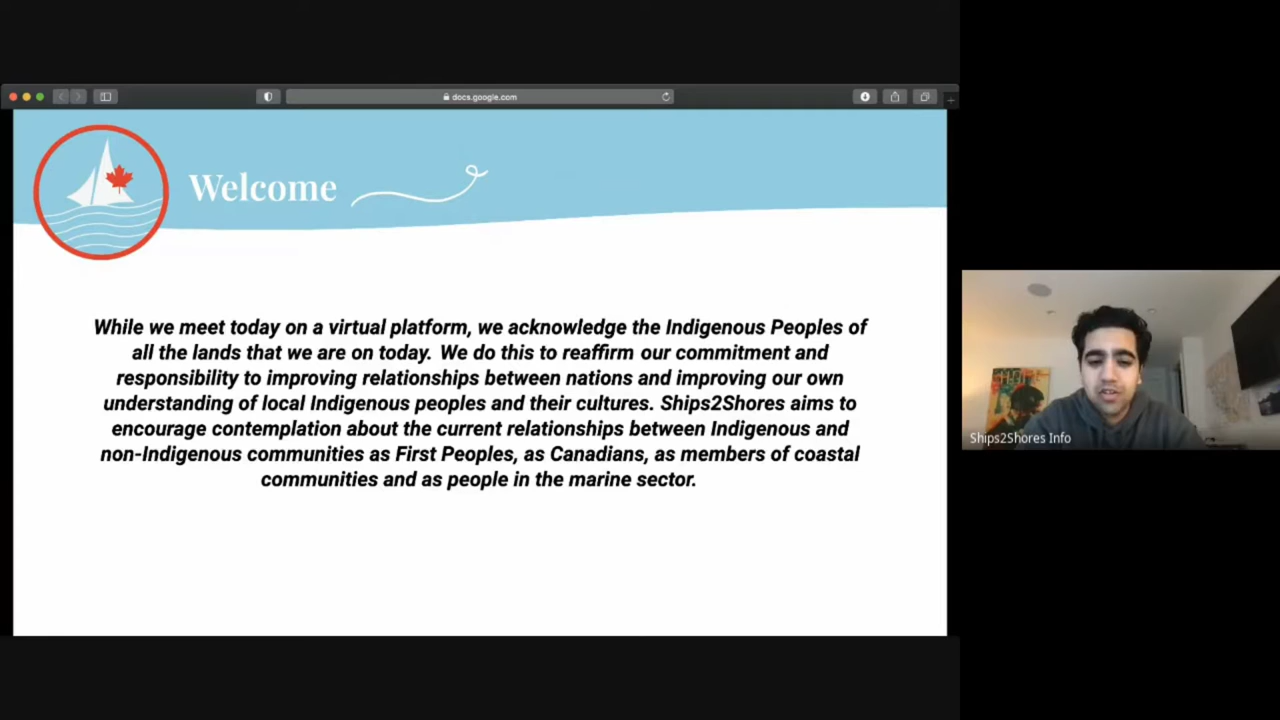 docs.google.com
Welcome
While we meet today on a virtual platform, we acknowledge the Indigenous Peoples of
all the lands that we are on today. We do this to reaffirm our commitment and
responsibility to improving relationships between nations and improving our own
understanding of local Indigenous peoples and their cultures. Ships2Shores aims to
encourage contemplation about the current relationships between Indigenous and
non-Indigenous communities as First Peoples, as Canadians, as members of coastal
communities and as people in the marine sector.
Ships2Shores Info